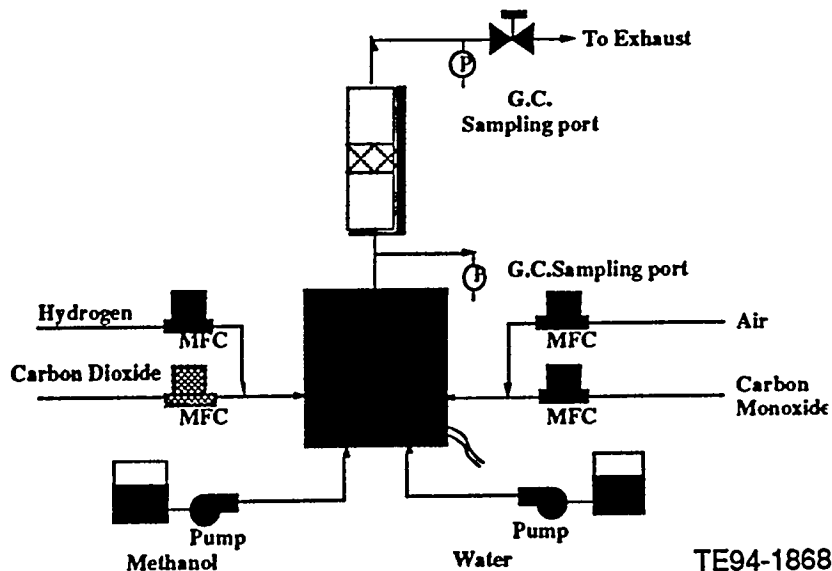 To Exhaust
P
G.C.
Sampling port
P
G.C.Sampling port
Hydrogen
MFC
MFC
Air
Carbon Dioxide
MFC
MFC
Carbon
Monoxide
Pump
Pump
Methanol
Water
TE94-1868